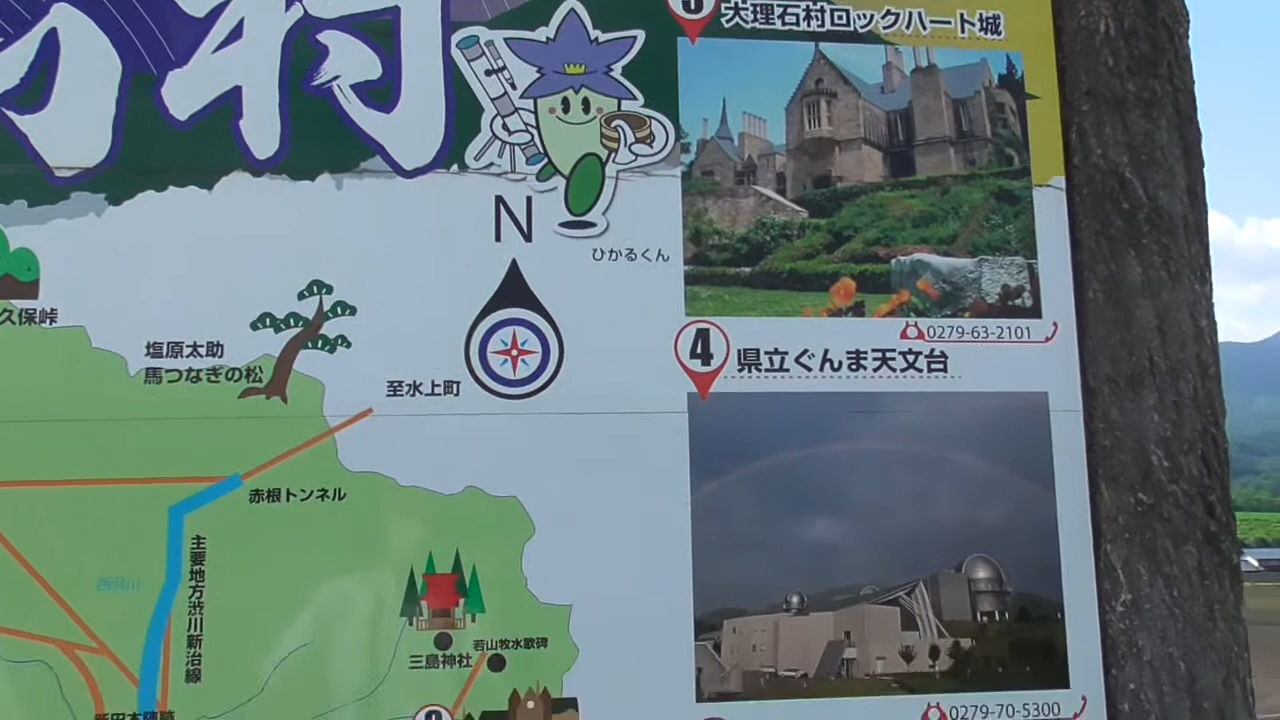 村
3
大理石村ロックハート城
N
ひかるくん
久保峠
0279-63-2101
塩原太助
馬つなぎの松
至水上町
4
県立ぐんま天文台
赤根トンネル
主要地方渋川新治線
三島神社
若山牧水歌碑
0279-70-5300